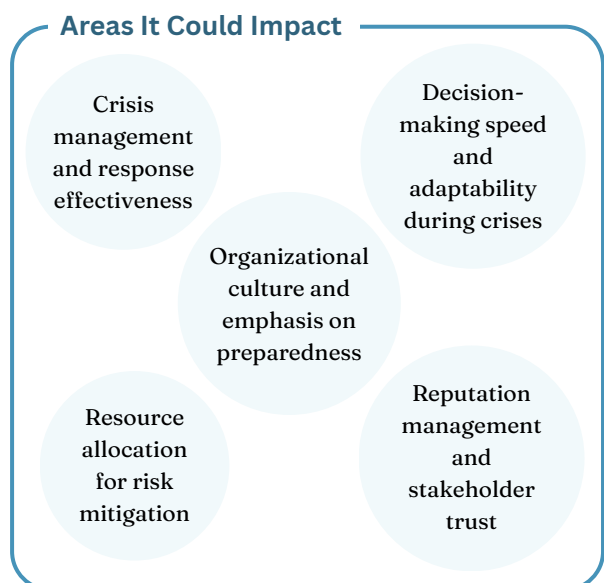 Areas It Could Impact
Crisis
management
and response
effectiveness
Decision-
making speed
and
adaptability
during crises
Organizational
culture and
emphasis on
preparedness
Resource
allocation
for risk
mitigation
Reputation
management
and
stakeholder
trust